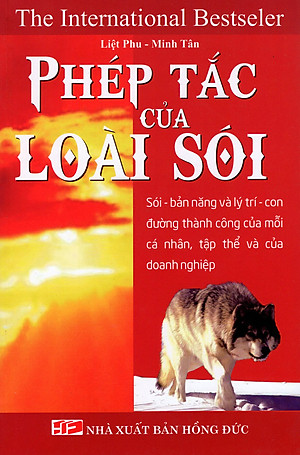 The International Bestseler
Liệt Phu - Minh Tân
PHÉP TẮC
CỦA
LOÀI SÓI
Sói - bản năng và lý trí - con
đường thành công của mỗi
cá nhân, tập thể và của
doanh nghiệp
NHÀ XUẤT BẢN HỒNG ĐỨC